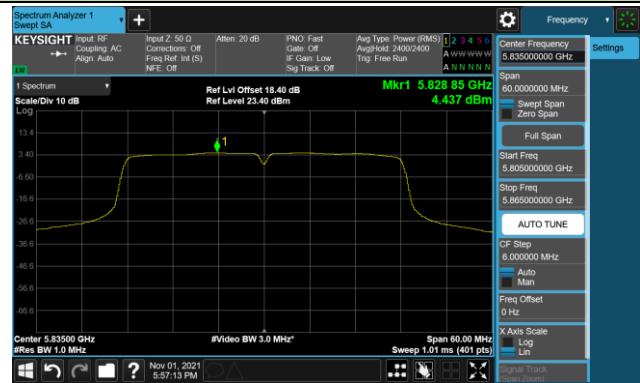 Spectrum Analyzer 1
Swept SA
+
Frequency
KEYSIGHT
Input: RF
Coupling: AC
Align: Auto
Input Z: 50 Ω
Corrections: Off
Freq Ref: Int (S)
NFE: Off
Atten: 20 dB
PNO: Fast
Gate: Off
IF Gain: Low
Sig Track: Off
Avg Type: Power (RMS)
Avg|Hold: 2400/2400
Trig: Free Run
1 2 3 4 5 6
A W W W W W
A N N N N N
1 Spectrum
Scale/Div 10 dB
Log
Ref Lvl Offset 18.40 dB
Ref Level 23.40 dBm
Mkr1 5.828 85 GHz
4.437 dBm
1
13.4
3.40
-6.60
-16.6
-26.6
-36.6
-46.6
-56.6
-66.6
Center 5.83500 GHz
#Res BW 1.0 MHz
#Video BW 3.0 MHz*
Span 60.00 MHz
Sweep 1.01 ms (401 pts)
Nov 01, 2021
5:57:13 PM
?
Center Frequency
5.835000000 GHz
Settings
Span
60.0000000 MHz
Swept Span
Zero Span
Full Span
Start Freq
5.805000000 GHz
Stop Freq
5.865000000 GHz
AUTO TUNE
CF Step
6.000000 MHz
Auto
Man
Freq Offset
0 Hz
X Axis Scale
Log
Lin
Signal Track
(Span Zoom)